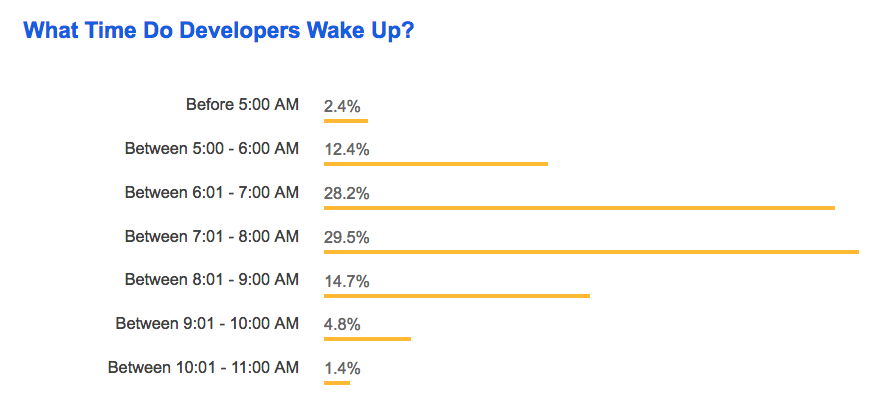 What Time Do Developers Wake Up?
Before 5:00 AM 2.4%
Between 5:00 - 6:00 AM 12.4%
Between 6:01 - 7:00 AM 28.2%
Between 7:01 - 8:00 AM 29.5%
Between 8:01 - 9:00 AM 14.7%
Between 9:01 - 10:00 AM 4.8%
Between 10:01 - 11:00 AM 1.4%